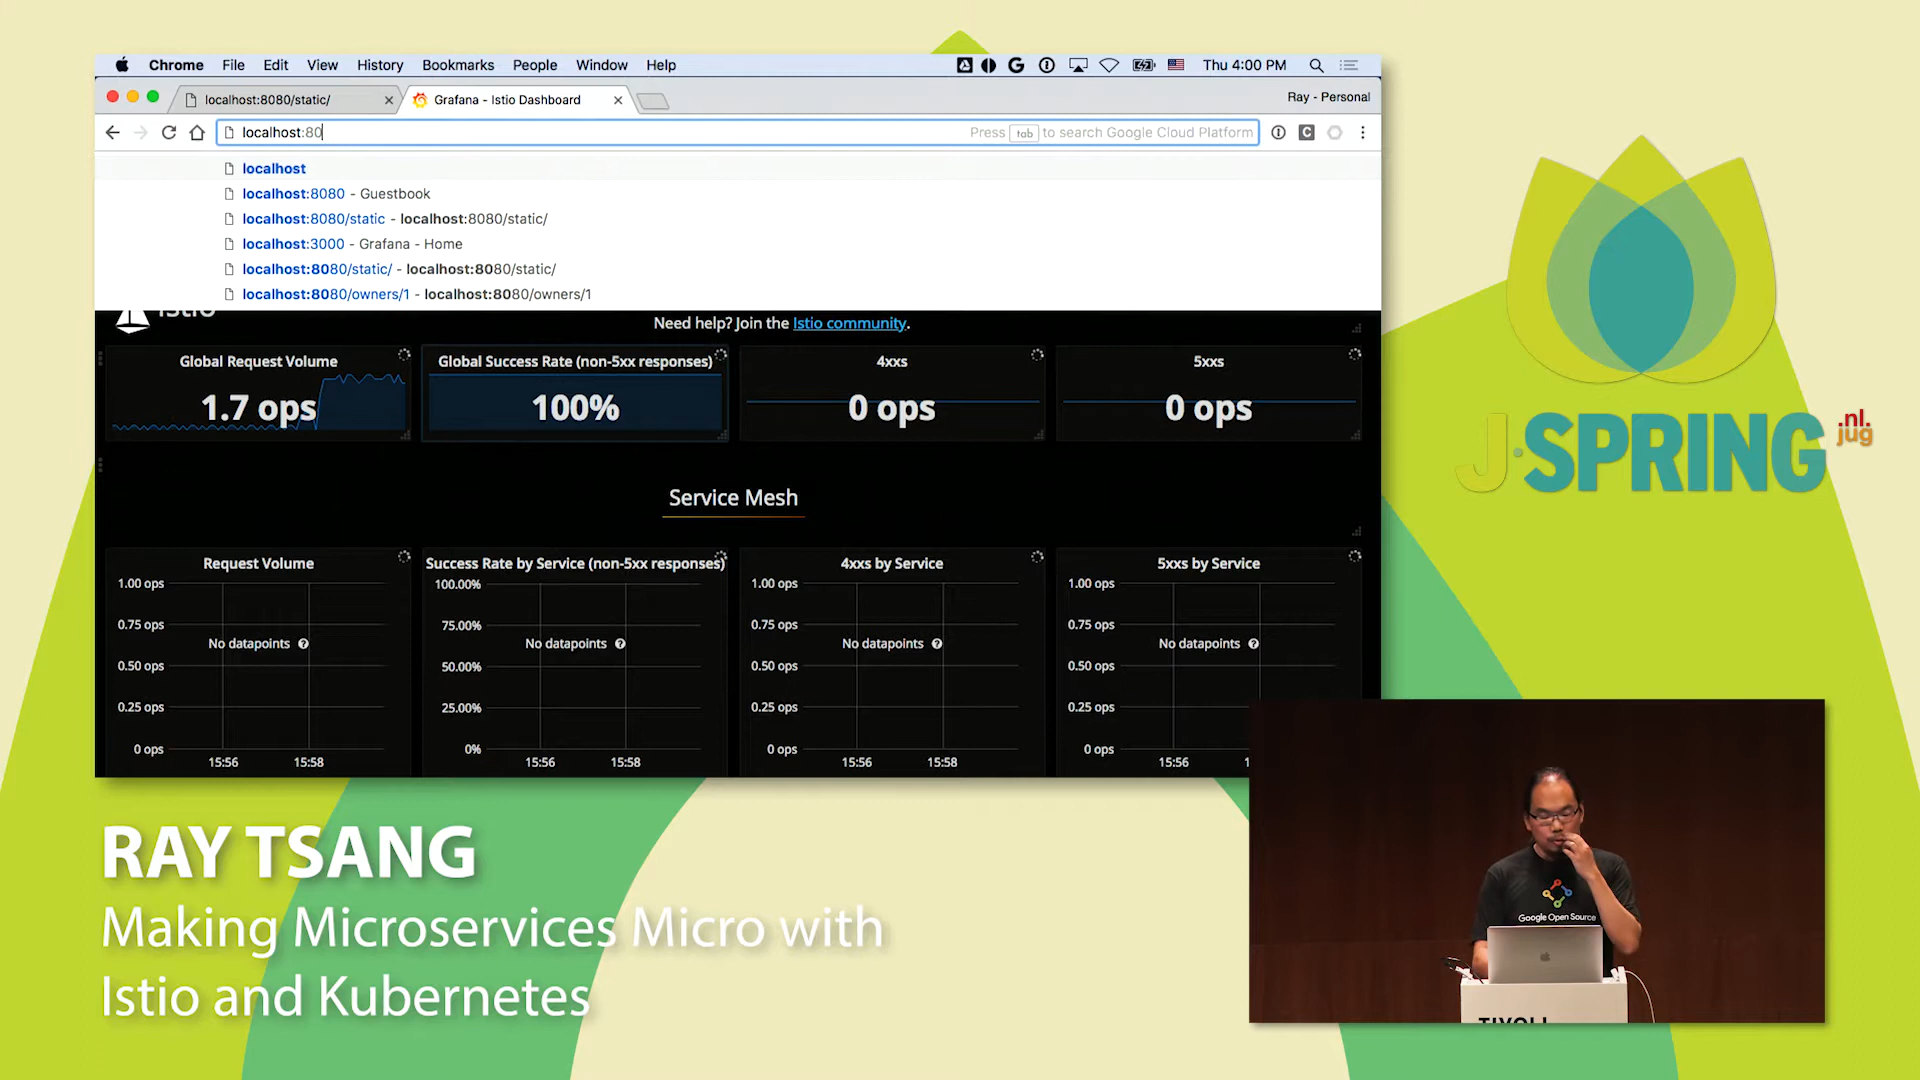 Chrome File Edit View History Bookmarks People Window Help Thu 4:00 PM
localhost:8080/static/ Grafana - Istio Dashboard Ray - Personal
localhost:80 Press tab to search Google Cloud Platform
localhost
localhost:8080 - Guestbook
localhost:8080/static - localhost:8080/static/
localhost:3000 - Grafana - Home
localhost:8080/static/ - localhost:8080/static/
localhost:8080/owners/1 - localhost:8080/owners/1
Istio
Need help? Join the Istio community.
Global Request Volume
1.7 ops
Global Success Rate (non-5xx responses)
100%
4xxs
0 ops
5xxs
0 ops
Service Mesh
Request Volume
1.00 ops
0.75 ops
No datapoints
0.50 ops
0.25 ops
0 ops
15:56 15:58
Success Rate by Service (non-5xx responses)
100.00%
75.00%
No datapoints
50.00%
25.00%
0%
15:56 15:58
4xxs by Service
1.00 ops
0.75 ops
No datapoints
0.50 ops
0.25 ops
0 ops
15:56 15:58
5xxs by Service
1.00 ops
0.75 ops
No datapoints
0.50 ops
0.25 ops
0 ops
15:56
J·SPRING
.nl.
jug
Google Open Source
TIVOLI
RAY TSANG
Making Microservices Micro with
Istio and Kubernetes